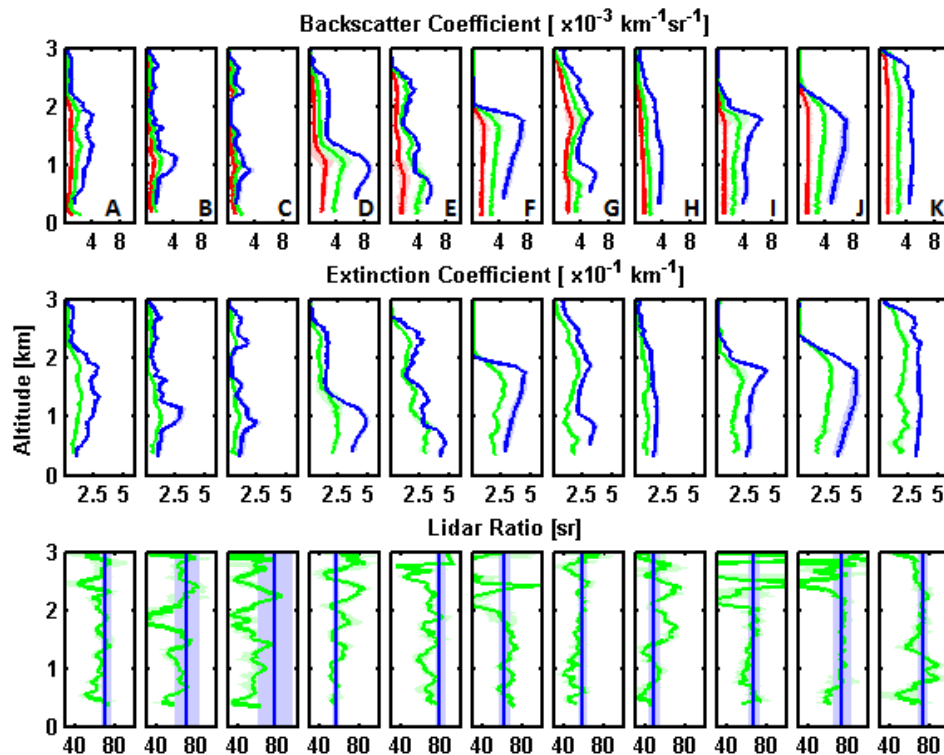 Backscatter Coefficient [ x10⁻³ km⁻¹sr⁻¹]
3
2
1
0
A B C D E F G H I J K
4 8 4 8 4 8 4 8 4 8 4 8 4 8 4 8 4 8 4 8 4 8
Extinction Coefficient [ x10⁻¹ km⁻¹]
Altitude [km]
3
2
1
0
2.5 5 2.5 5 2.5 5 2.5 5 2.5 5 2.5 5 2.5 5 2.5 5 2.5 5 2.5 5 2.5 5
Lidar Ratio [sr]
3
2
1
0
40 80 40 80 40 80 40 80 40 80 40 80 40 80 40 80 40 80 40 80 40 80